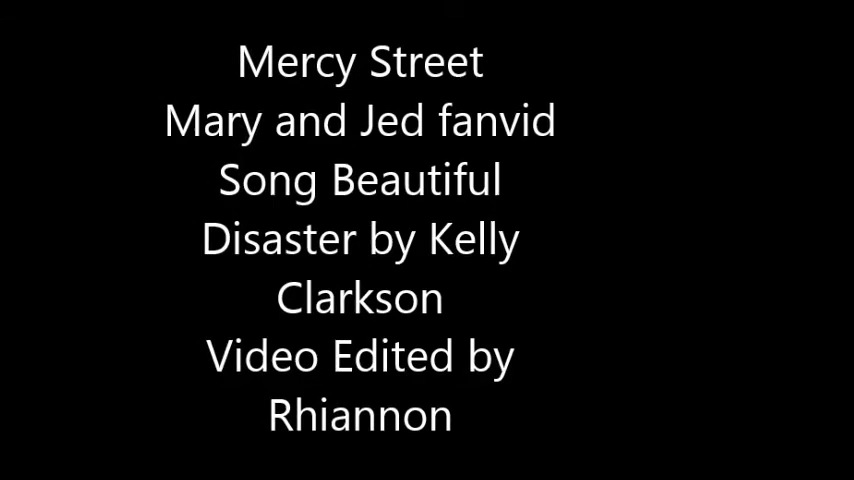 Mercy Street
Mary and Jed fanvid
Song Beautiful
Disaster by Kelly
Clarkson
Video Edited by
Rhiannon